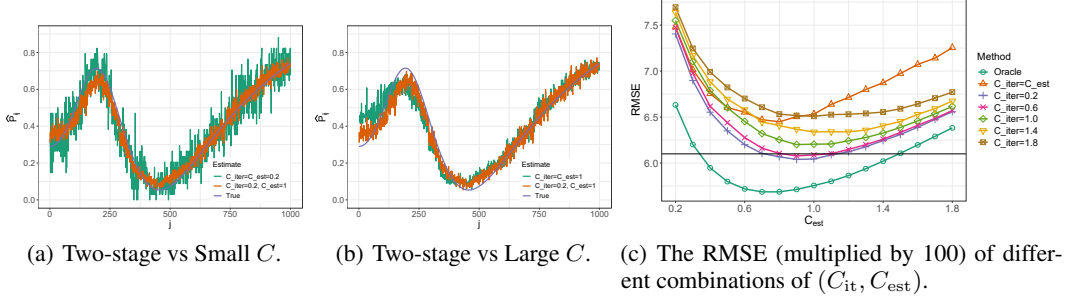 0.8
0.6
0.4
0.2
0.0
p̂ⱼ
0
250
500
750
1000
j
Estimate
C_iter=C_est=0.2
C_iter=0.2, C_est=1
True
(a) Two-stage vs Small C.
0.8
0.6
0.4
0.2
0.0
p̂ⱼ
0
250
500
750
1000
j
Estimate
C_iter=C_est=1
C_iter=0.2, C_est=1
True
(b) Two-stage vs Large C.
7.5
7.0
6.5
6.0
RMSE
0.2
0.6
1.0
1.4
1.8
C_est
Method
Oracle
C_iter=C_est
C_iter=0.2
C_iter=0.6
C_iter=1.0
C_iter=1.4
C_iter=1.8
(c) The RMSE (multiplied by 100) of differ-
ent combinations of (C_it, C_est).